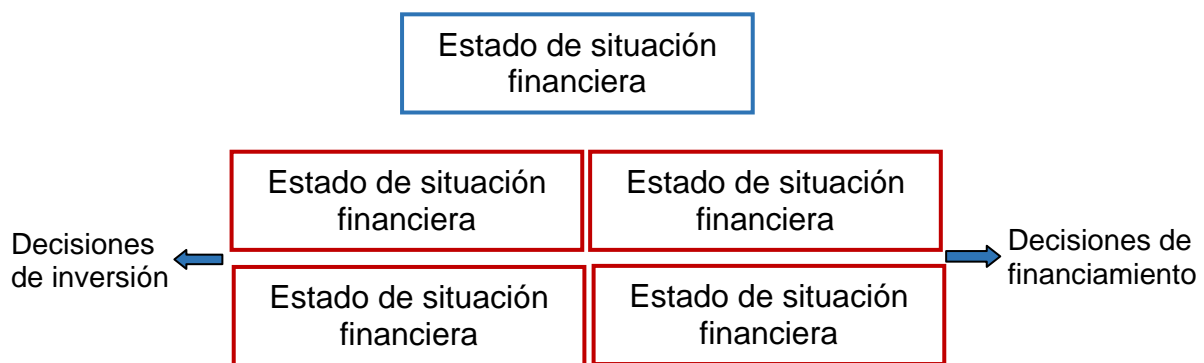 Estado de situación
financiera
Estado de situación
financiera
Estado de situación
financiera
Decisiones
de inversión
Decisiones de
financiamiento
Estado de situación
financiera
Estado de situación
financiera